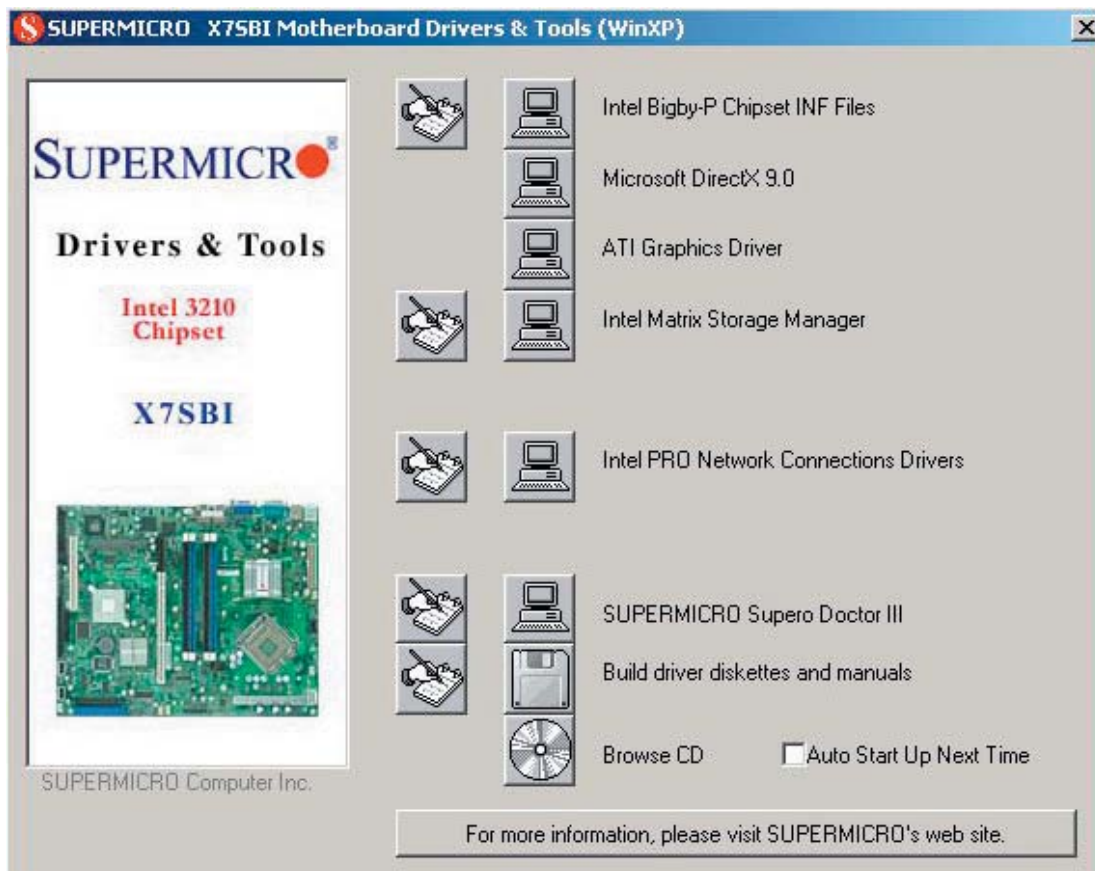 SUPERMICRO X7SBI Motherboard Drivers & Tools (WinXP)
SUPERMICRO®
Drivers & Tools
Intel 3210
Chipset
X7SBI
SUPERMICRO Computer Inc.
Intel Bigby-P Chipset INF Files
Microsoft DirectX 9.0
ATI Graphics Driver
Intel Matrix Storage Manager
Intel PRO Network Connections Drivers
SUPERMICRO Supero Doctor III
Build driver diskettes and manuals
Browse CD
Auto Start Up Next Time
For more information, please visit SUPERMICRO's web site.